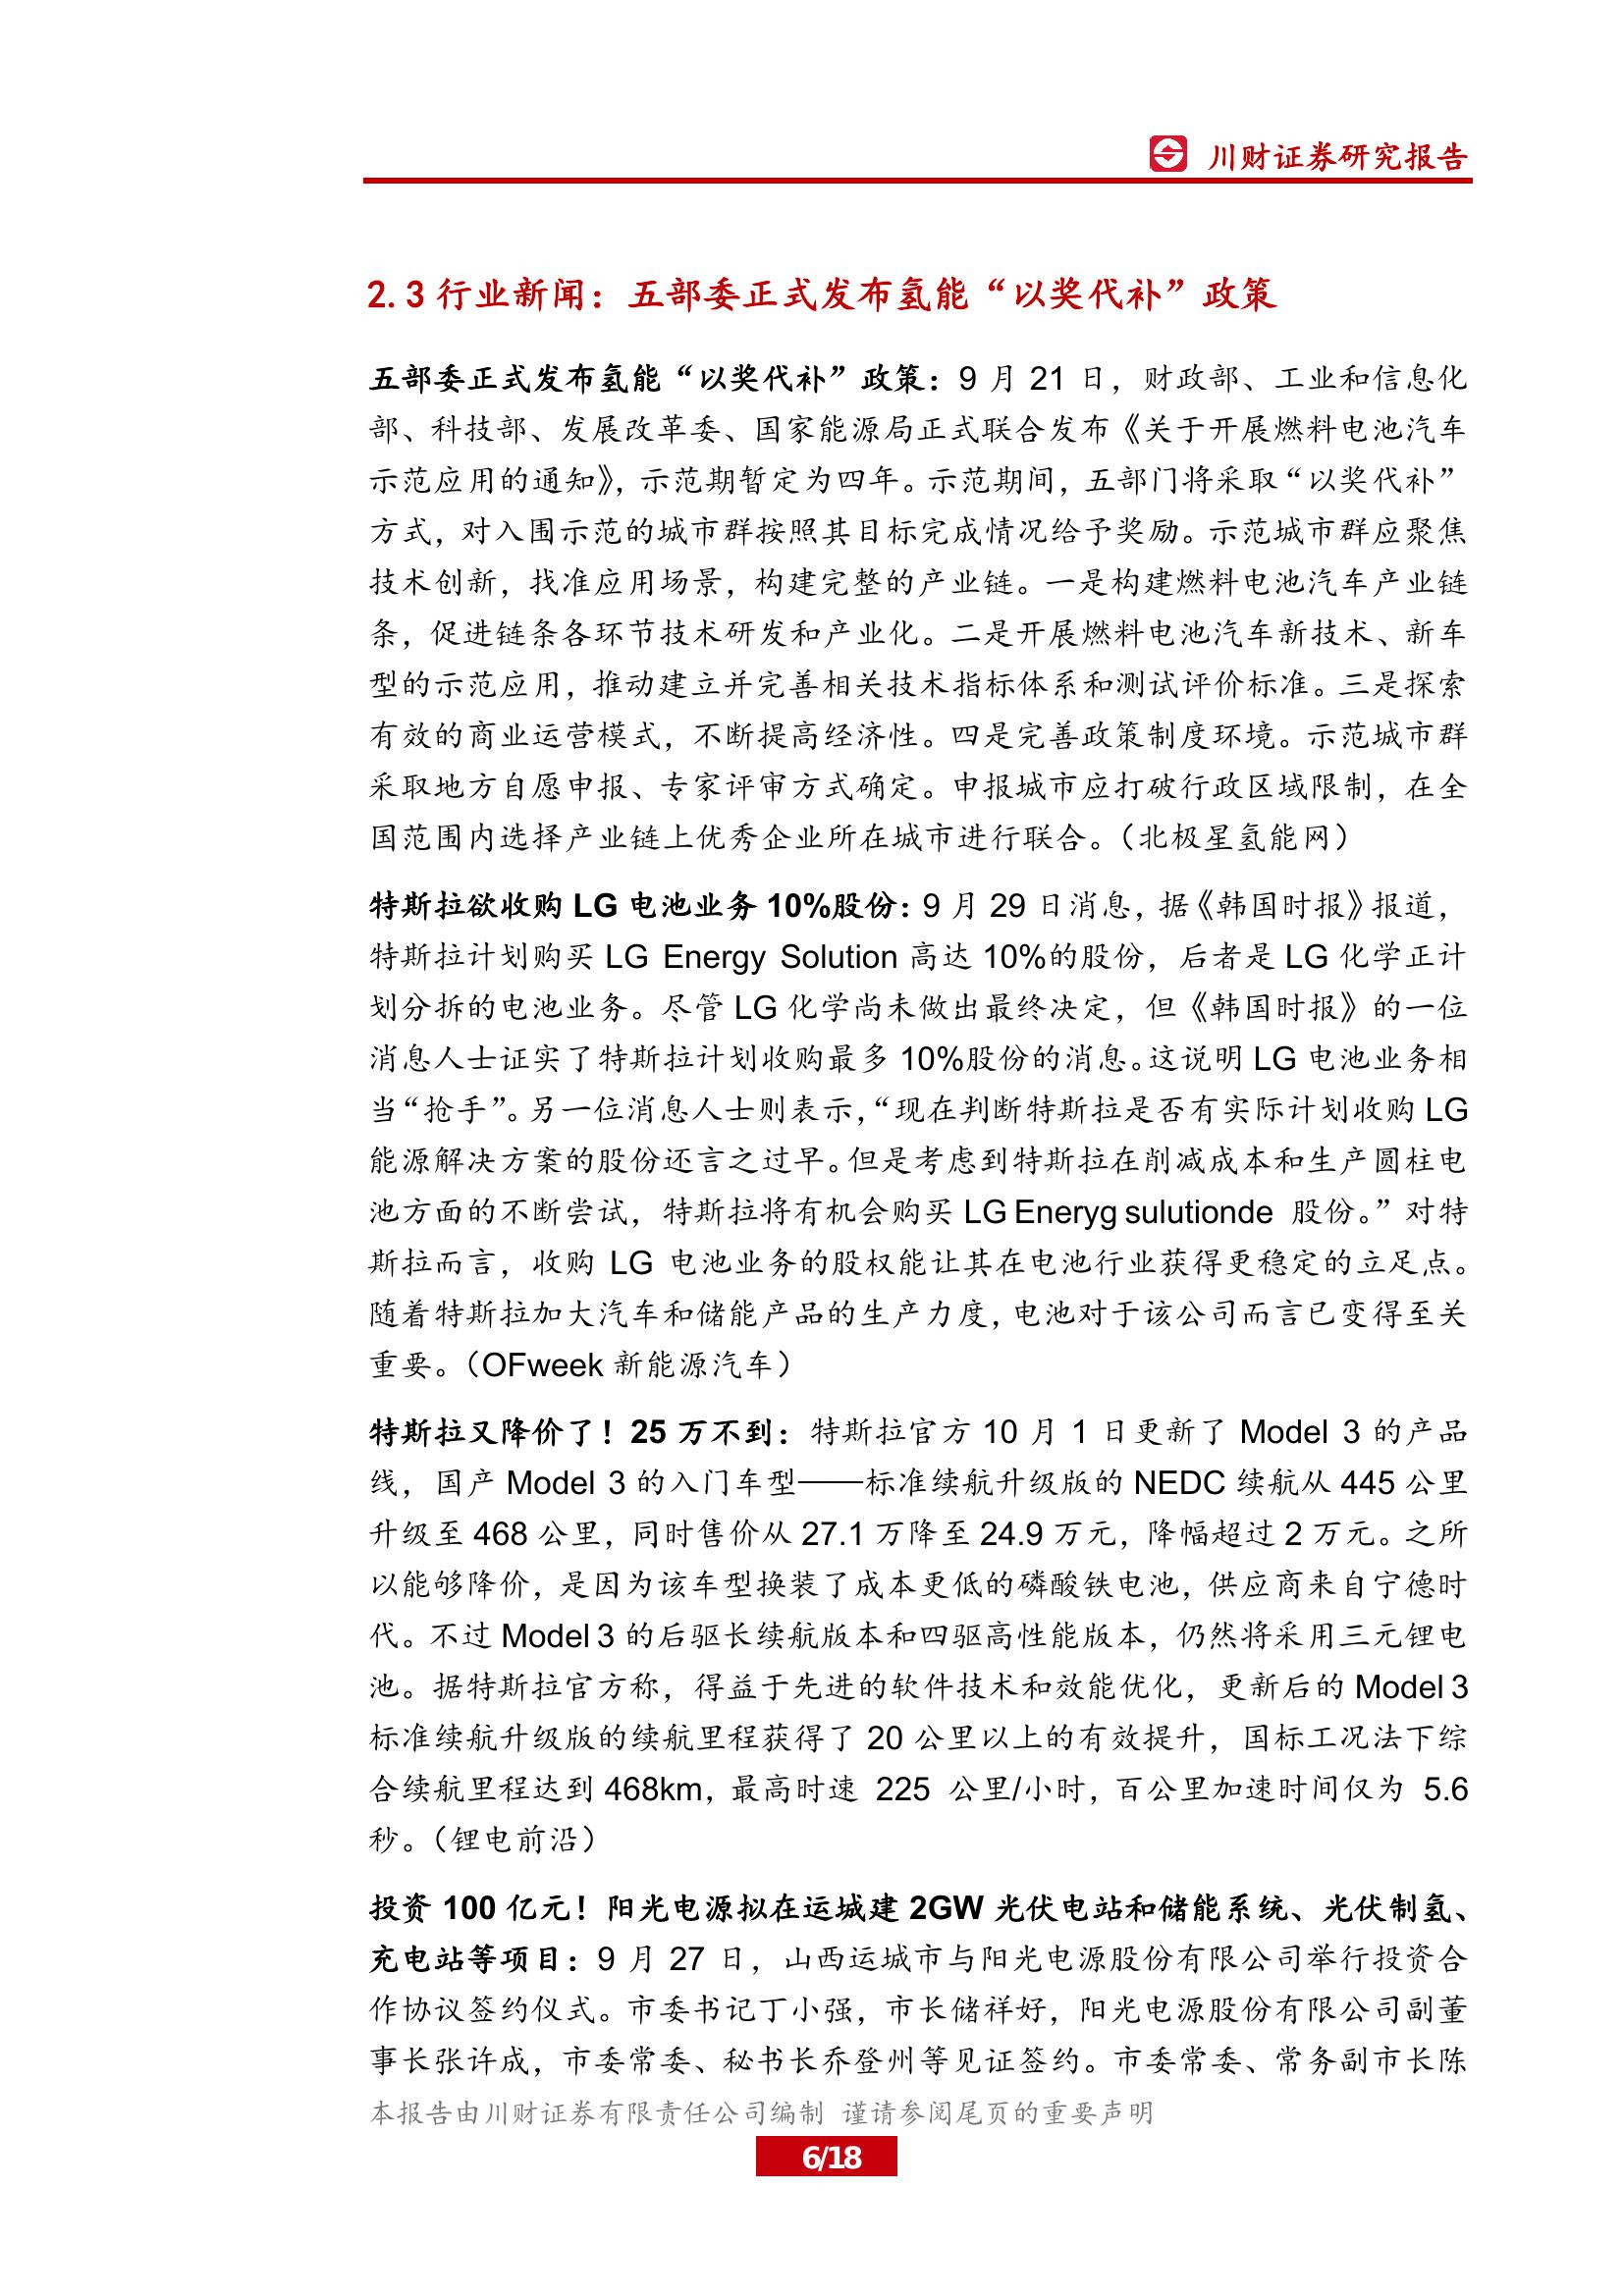 川财证券研究报告
2.3 行业新闻：五部委正式发布氢能“以奖代补”政策
五部委正式发布氢能“以奖代补”政策：9 月 21 日，财政部、工业和信息化
部、科技部、发展改革委、国家能源局正式联合发布《关于开展燃料电池汽车
示范应用的通知》，示范期暂定为四年。示范期间，五部门将采取“以奖代补”
方式，对入围示范的城市群按照其目标完成情况给予奖励。示范城市群应聚焦
技术创新，找准应用场景，构建完整的产业链。一是构建燃料电池汽车产业链
条，促进链条各环节技术研发和产业化。二是开展燃料电池汽车新技术、新车
型的示范应用，推动建立并完善相关技术指标体系和测试评价标准。三是探索
有效的商业运营模式，不断提高经济性。四是完善政策制度环境。示范城市群
采取地方自愿申报、专家评审方式确定。申报城市应打破行政区域限制，在全
国范围内选择产业链上优秀企业所在城市进行联合。（北极星氢能网）
特斯拉欲收购 LG 电池业务 10%股份：9 月 29 日消息，据《韩国时报》报道，
特斯拉计划购买 LG Energy Solution 高达 10%的股份，后者是 LG 化学正计
划分拆的电池业务。尽管 LG 化学尚未做出最终决定，但《韩国时报》的一位
消息人士证实了特斯拉计划收购最多 10%股份的消息。这说明 LG 电池业务相
当“抢手”。另一位消息人士则表示，“现在判断特斯拉是否有实际计划收购 LG
能源解决方案的股份还言之过早。但是考虑到特斯拉在削减成本和生产圆柱电
池方面的不断尝试，特斯拉将有机会购买 LG Eneryg sulutionde 股份。”对特
斯拉而言，收购 LG 电池业务的股权能让其在电池行业获得更稳定的立足点。
随着特斯拉加大汽车和储能产品的生产力度，电池对于该公司而言已变得至关
重要。（OFweek 新能源汽车）
特斯拉又降价了！25 万不到：特斯拉官方 10 月 1 日更新了 Model 3 的产品
线，国产 Model 3 的入门车型——标准续航升级版的 NEDC 续航从 445 公里
升级至 468 公里，同时售价从 27.1 万降至 24.9 万元，降幅超过 2 万元。之所
以能够降价，是因为该车型换装了成本更低的磷酸铁电池，供应商来自宁德时
代。不过 Model 3 的后驱长续航版本和四驱高性能版本，仍然将采用三元锂电
池。据特斯拉官方称，得益于先进的软件技术和效能优化，更新后的 Model 3
标准续航升级版的续航里程获得了 20 公里以上的有效提升，国标工况法下综
合续航里程达到 468km，最高时速 225 公里/小时，百公里加速时间仅为 5.6
秒。（锂电前沿）
投资 100 亿元！阳光电源拟在运城建 2GW 光伏电站和储能系统、光伏制氢、
充电站等项目：9 月 27 日，山西运城市与阳光电源股份有限公司举行投资合
作协议签约仪式。市委书记丁小强，市长储祥好，阳光电源股份有限公司副董
事长张许成，市委常委、秘书长乔登州等见证签约。市委常委、常务副市长陈
本报告由川财证券有限责任公司编制 谨请参阅尾页的重要声明
6/18